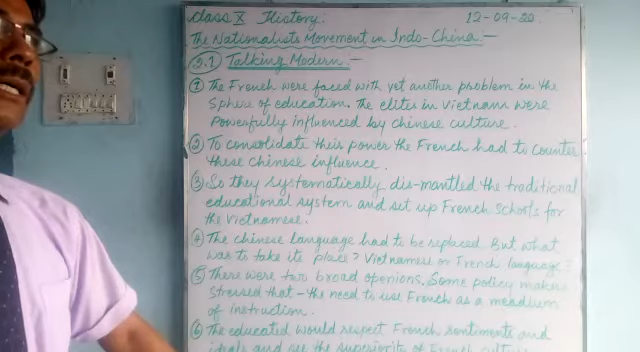 Class X History. 12-09-20.
The Nationalists Movement in Indo-China:-
2.1 Talking Modern:-
① The French were faced with yet another problem in the
sphere of education. The elites in Vietnam were
powerfully influenced by chinese culture.
② To consolidate their power the French had to counter
these chinese influence.
③ So they systematically dis-mantled the traditional
educational system and set up French Schools for
the Vietnamese.
④ The chinese language had to be replaced. But what
was to take its place? Vietnamese or French language?
⑤ There were two broad openions. Some policy makers
stressed that - the need to use French as a meadium
of instruction.
⑥ The educated would respect French sentiments and
ideals and see the superiority of French